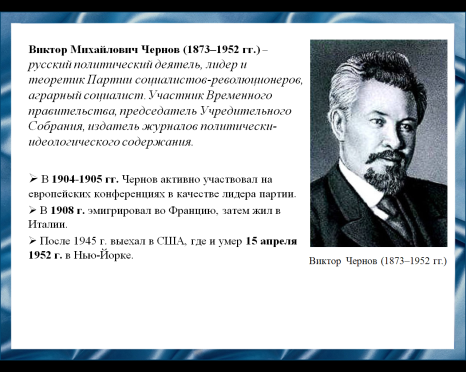 Виктор Михайлович Чернов (1873–1952 гг.) –
русский политический деятель, лидер и
теоретик Партии социалистов-революционеров,
аграрный социалист. Участник Временного
правительства, председатель Учредительного
Собрания, издатель журналов политически-
идеологического содержания.
➢ В 1904-1905 гг. Чернов активно участвовал на
европейских конференциях в качестве лидера партии.
➢ В 1908 г. эмигрировал во Францию, затем жил в
Италии.
➢ После 1945 г. выехал в США, где и умер 15 апреля
1952 г. в Нью-Йорке.
Виктор Чернов (1873–1952 гг.)